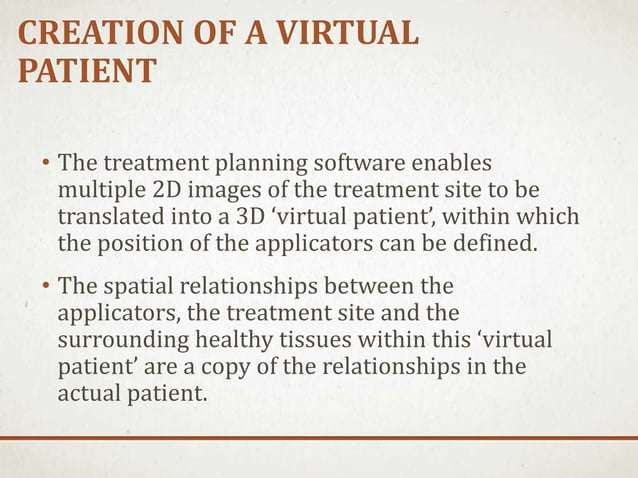 CREATION OF A VIRTUAL
PATIENT
• The treatment planning software enables
multiple 2D images of the treatment site to be
translated into a 3D ‘virtual patient’, within which
the position of the applicators can be defined.
• The spatial relationships between the
applicators, the treatment site and the
surrounding healthy tissues within this ‘virtual
patient’ are a copy of the relationships in the
actual patient.